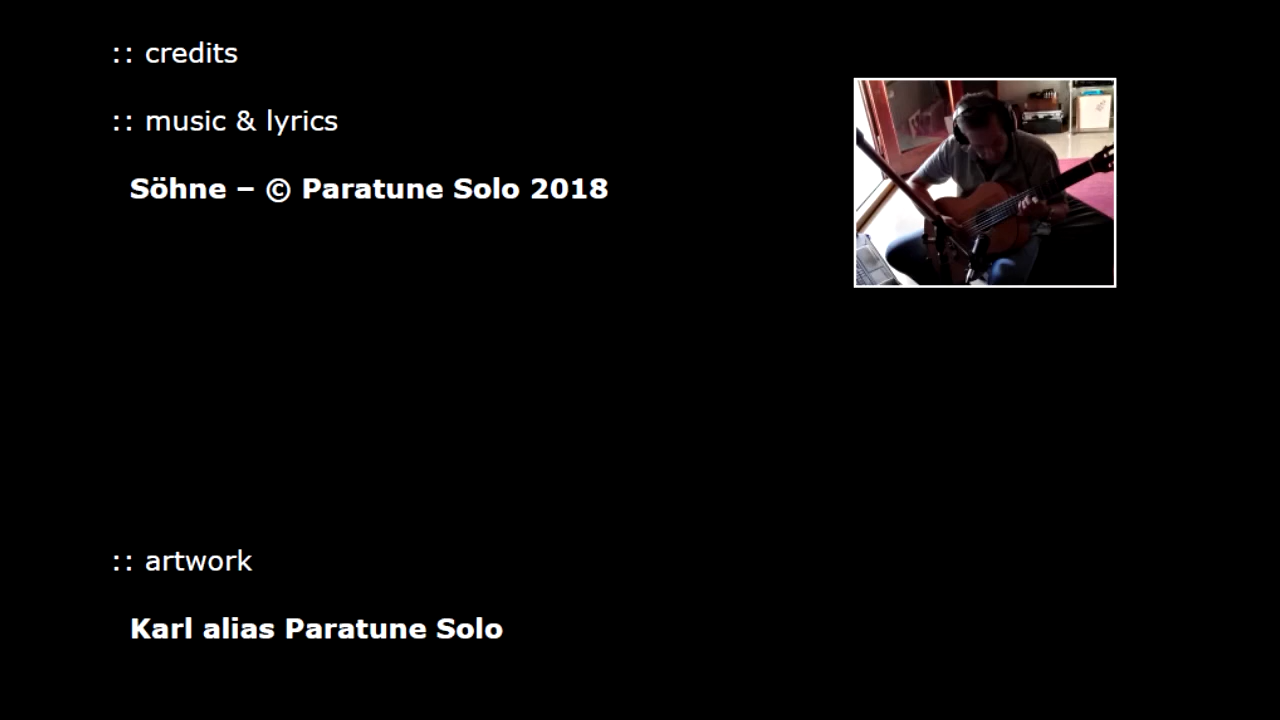 :: credits
:: music & lyrics
Söhne – © Paratune Solo 2018
:: artwork
Karl alias Paratune Solo